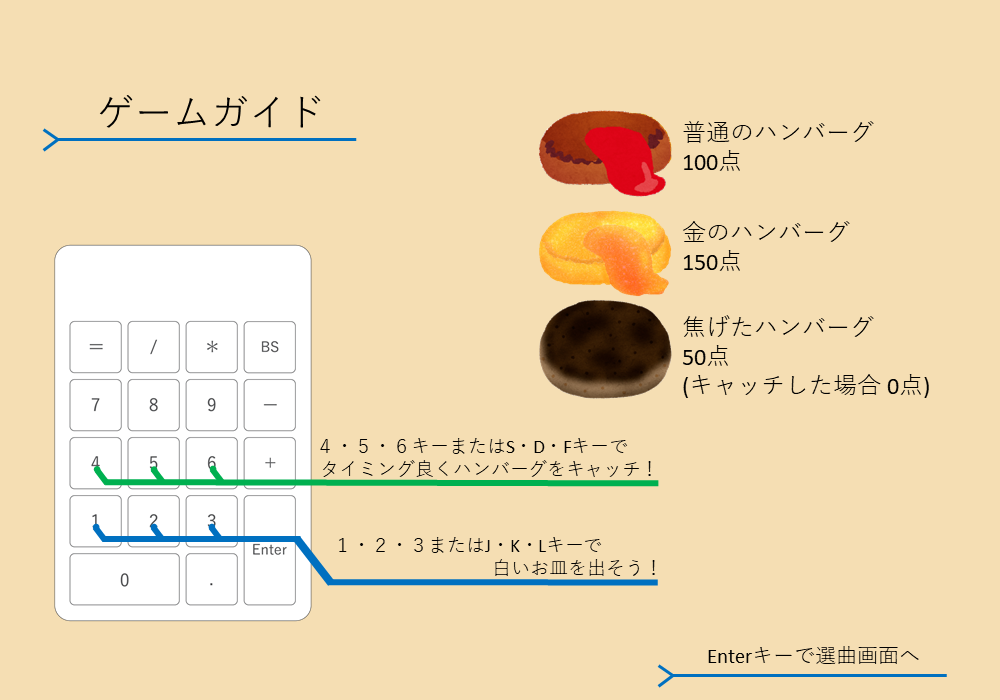 ゲームガイド
普通のハンバーグ
100点
金のハンバーグ
150点
焦げたハンバーグ
50点
(キャッチした場合 0点)
= / * BS
7 8 9 －
4 5 6 +
1 2 3
Enter
0 .
４・５・６キーまたはS・D・Fキーで
タイミング良くハンバーグをキャッチ！
１・２・３またはJ・K・Lキーで
白いお皿を出そう！
Enterキーで選曲画面へ